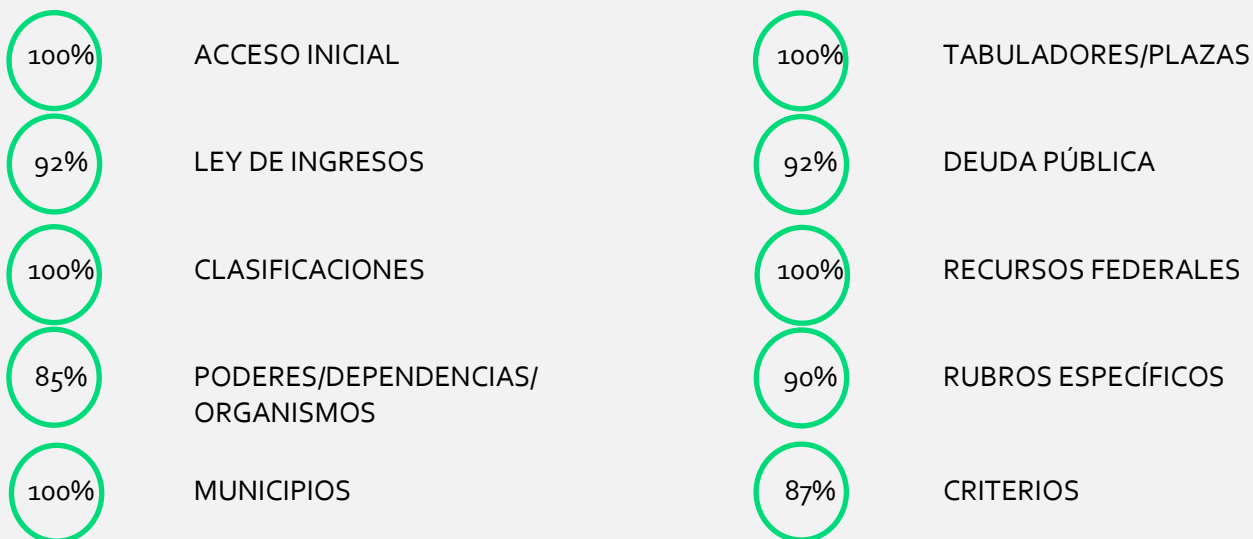 100% ACCESO INICIAL
92% LEY DE INGRESOS
100% CLASIFICACIONES
85% PODERES/DEPENDENCIAS/
ORGANISMOS
100% MUNICIPIOS
100% TABULADORES/PLAZAS
92% DEUDA PÚBLICA
100% RECURSOS FEDERALES
90% RUBROS ESPECÍFICOS
87% CRITERIOS